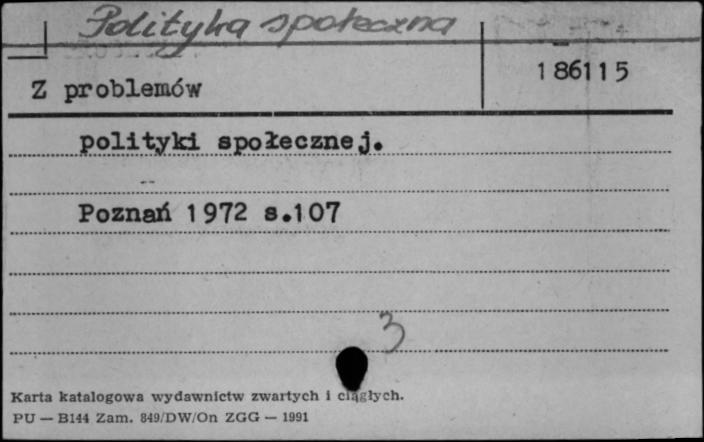 Polityka społeczna
186115
Z problemów
polityki społecznej.
Poznań 1972 s.107
3
Karta katalogowa wydawnictw zwartych i ciągłych.
PU — B144 Zam. 849/DW/On ZGG — 1991